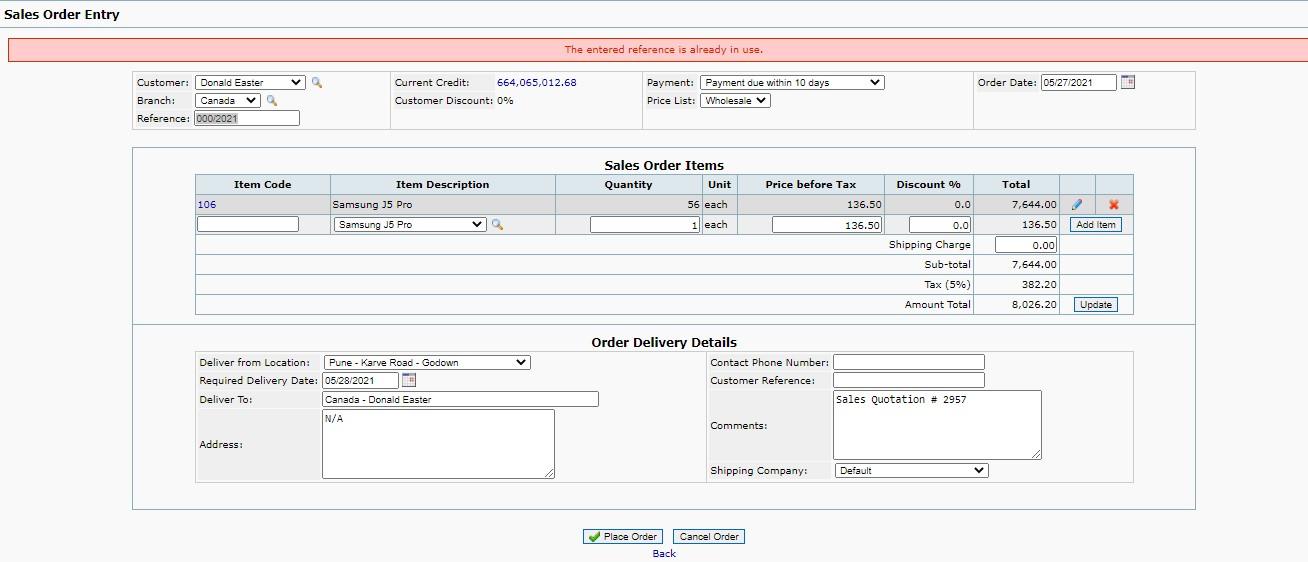 Sales Order Entry
The entered reference is already in use.
Customer: Donald Easter Current Credit: 664,065,012.68 Payment: Payment due within 10 days Order Date: 05/27/2021
Branch: Canada Customer Discount: 0% Price List: Wholesale
Reference: 000/2021
Sales Order Items
Item Code Item Description Quantity Unit Price before Tax Discount % Total
106 Samsung J5 Pro 56 each 136.50 0.0 7,644.00
Samsung J5 Pro 1 each 136.50 0.0 136.50 Add Item
Shipping Charge 0.00
Sub-total 7,644.00
Tax (5%) 382.20
Amount Total 8,026.20 Update
Order Delivery Details
Deliver from Location: Pune - Karve Road - Godown Contact Phone Number:
Required Delivery Date: 05/28/2021 Customer Reference:
Deliver To: Canada - Donald Easter Sales Quotation # 2957
N/A
Comments:
Address:
Shipping Company: Default
Place Order Cancel Order
Back